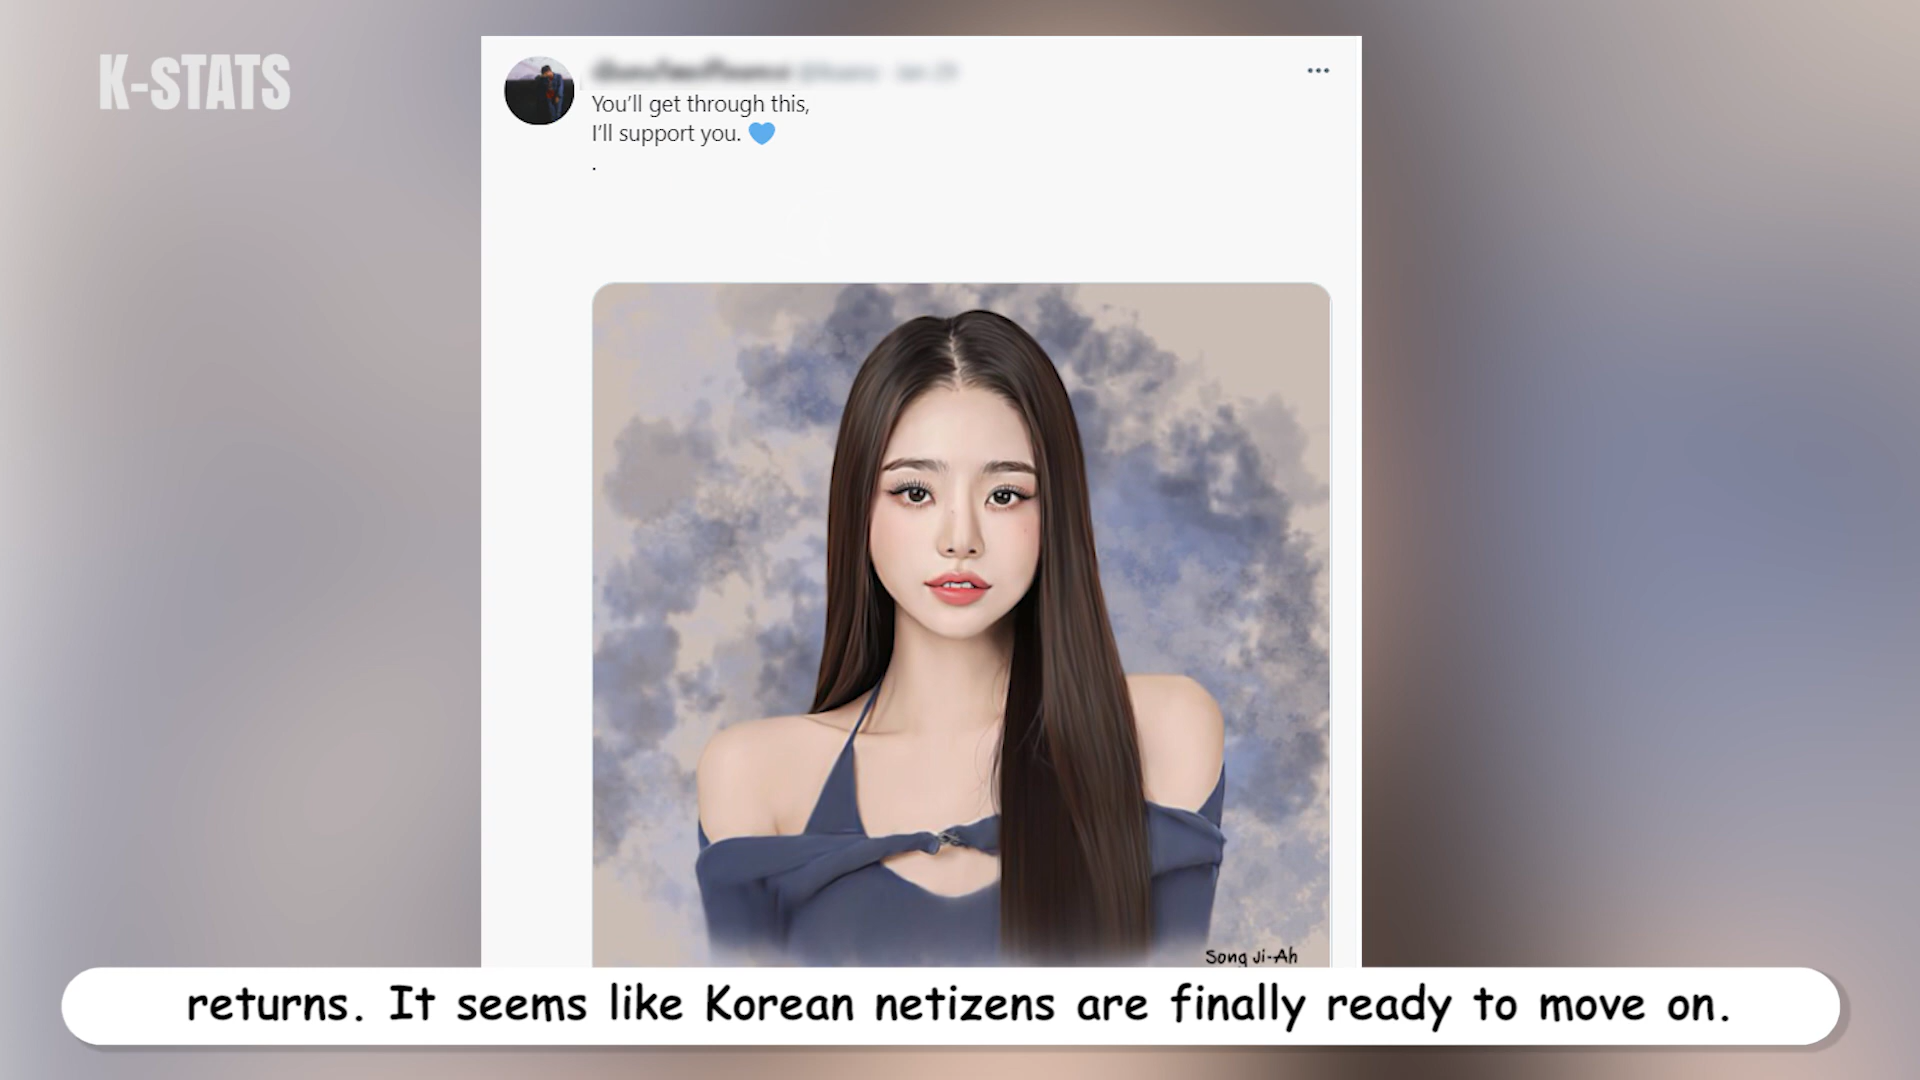 K-STATS
You'll get through this,
I'll support you. 💙
.
Song Ji-Ah
returns. It seems like Korean netizens are finally ready to move on.